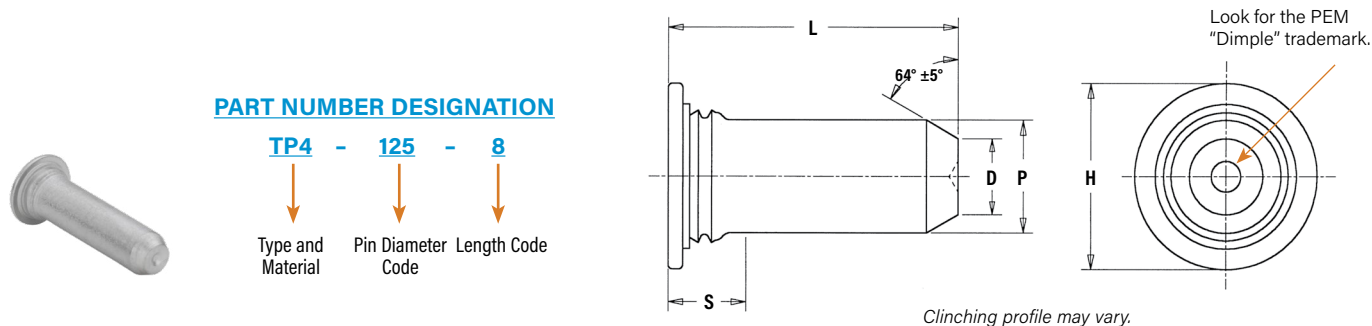 PART NUMBER DESIGNATION
TP4 - 125 - 8
Type and
Material
Pin Diameter
Code
Length Code
L
64° ±5°
D
P
H
S
Look for the PEM
“Dimple” trademark.
Clinching profile may vary.